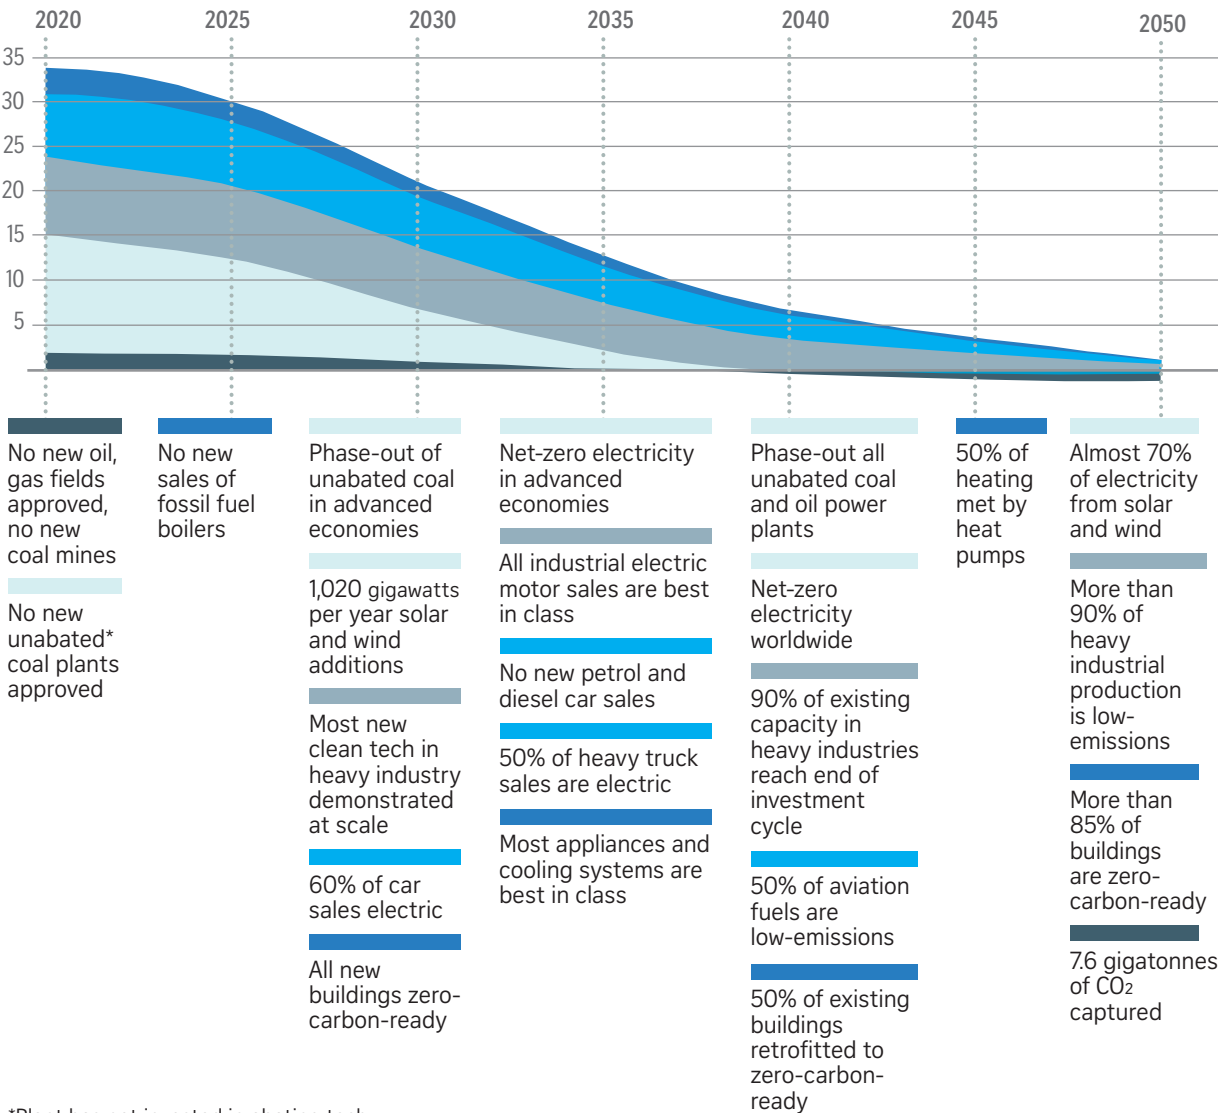 2020 2025 2030 2035 2040 2045 2050
35
30
25
20
15
10
5
No new oil,
gas fields
approved,
no new
coal mines
No new
unabated*
coal plants
approved
No new
sales of
fossil fuel
boilers
Phase-out of
unabated coal
in advanced
economies
1,020 gigawatts
per year solar
and wind
additions
Most new
clean tech in
heavy industry
demonstrated
at scale
60% of car
sales electric
All new
buildings zero-
carbon-ready
Net-zero electricity
in advanced
economies
All industrial electric
motor sales are best
in class
No new petrol and
diesel car sales
50% of heavy truck
sales are electric
Most appliances and
cooling systems are
best in class
Phase-out all
unabated coal
and oil power
plants
Net-zero
electricity
worldwide
90% of existing
capacity in
heavy industries
reach end of
investment
cycle
50% of aviation
fuels are
low-emissions
50% of existing
buildings
retrofitted to
zero-carbon-
ready
50% of
heating
met by
heat
pumps
Almost 70%
of electricity
from solar
and wind
More than
90% of
heavy
industrial
production
is low-
emissions
More than
85% of
buildings
are zero-
carbon-ready
7.6 gigatonnes
of CO2
captured